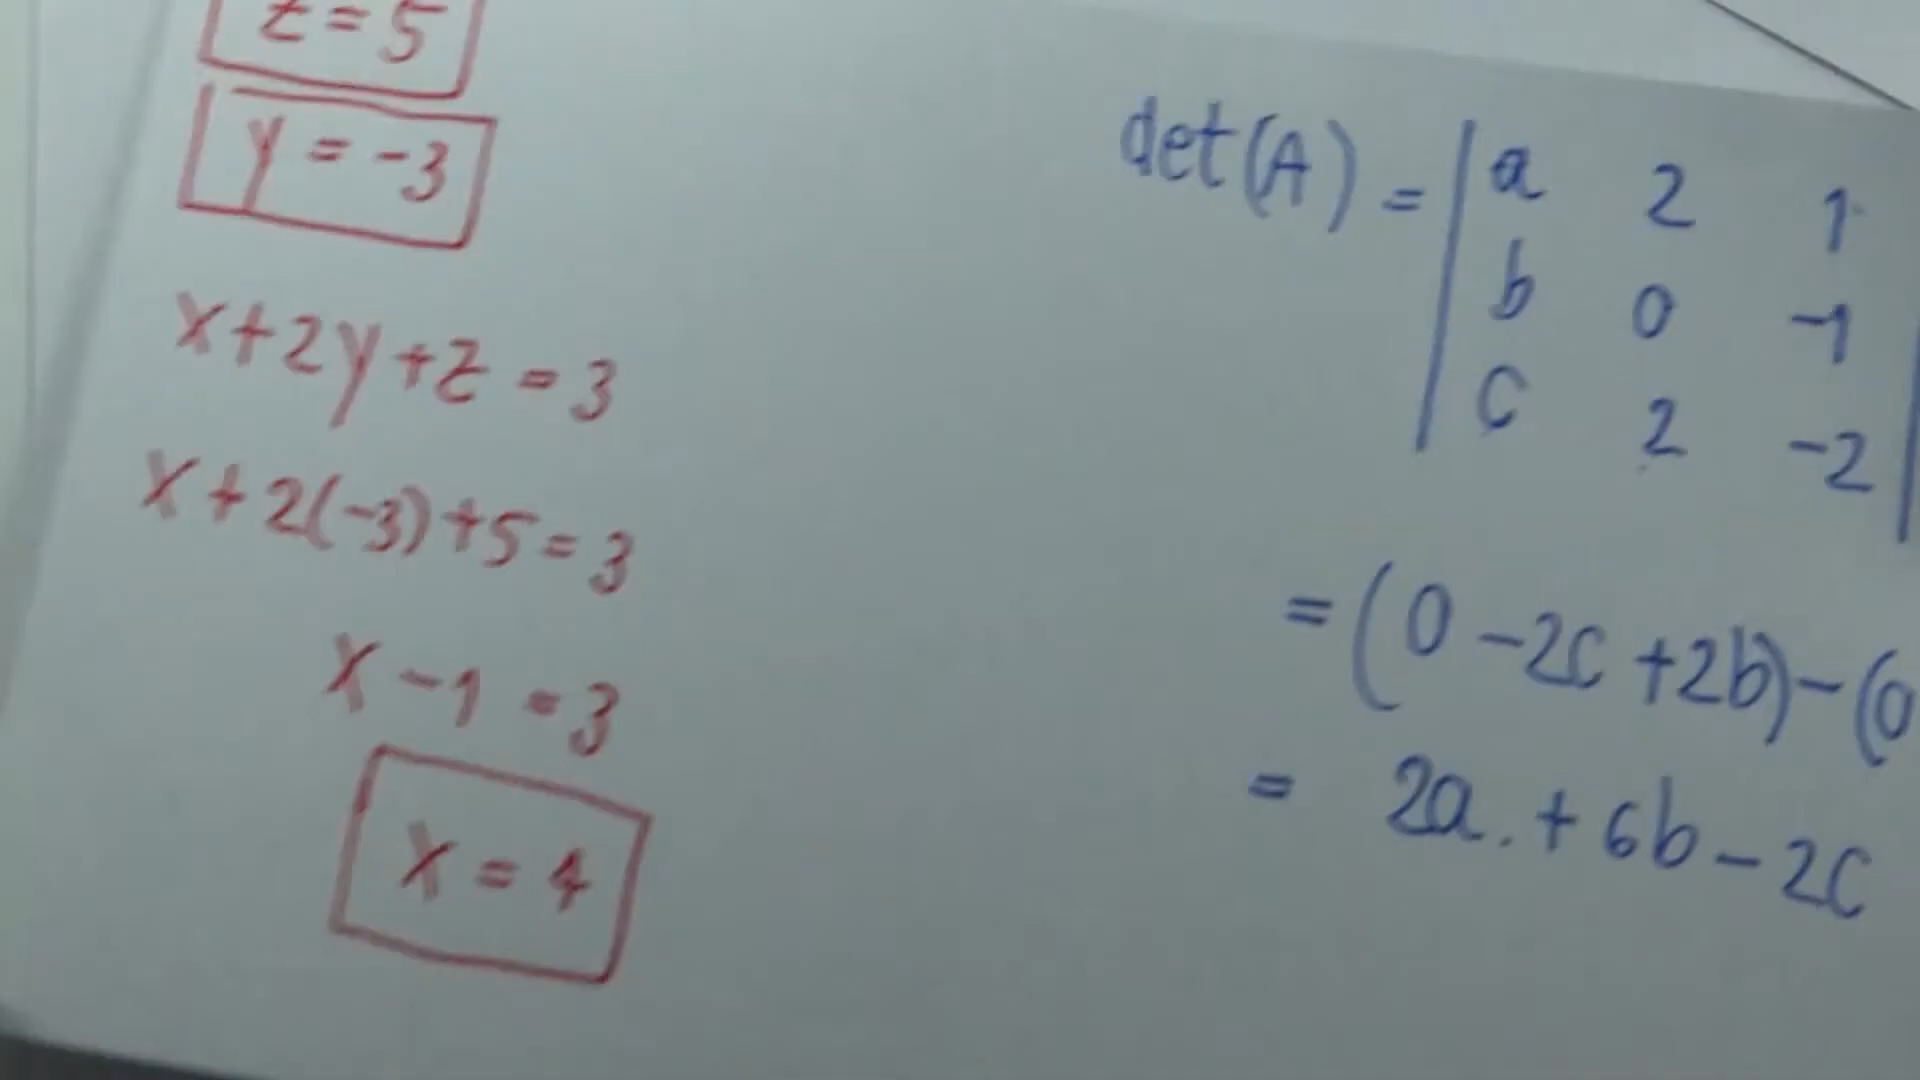 z = 5
y = -3
x + 2y + z = 3
x + 2(-3) + 5 = 3
x - 1 = 3
x = 4
det(A) = | a 2 1
b 0 -1
c 2 -2 |
= (0 - 2c + 2b) - (0
= 2a + 6b - 2c